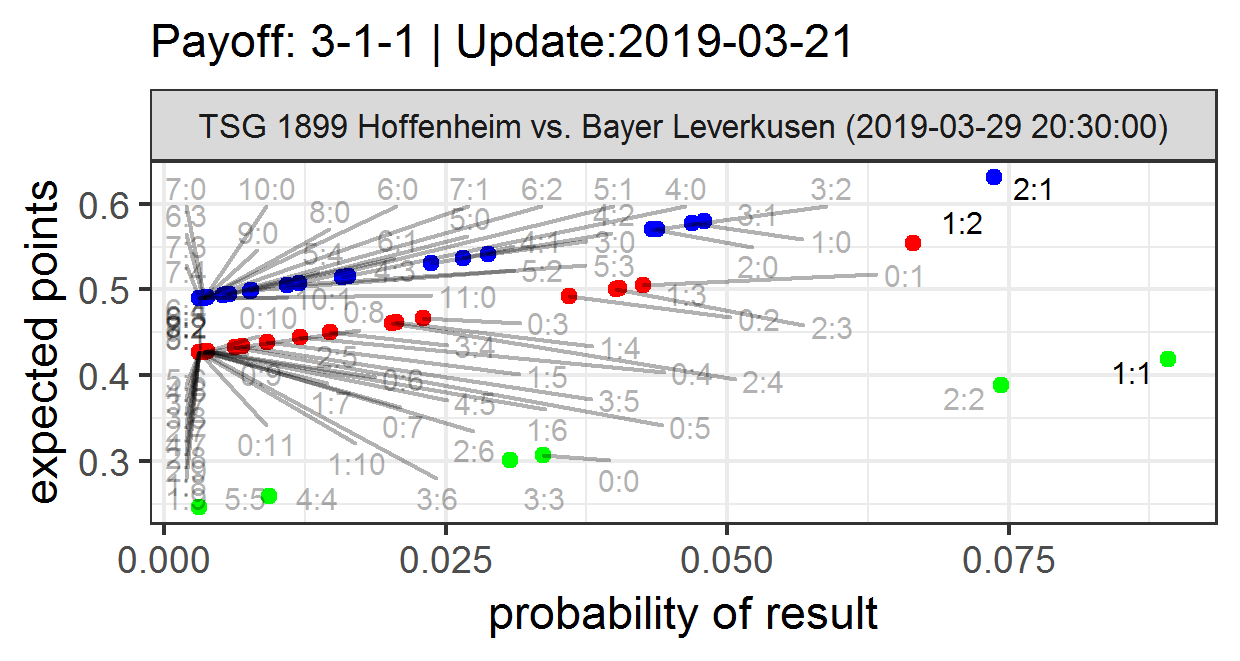 Payoff: 3-1-1 | Update:2019-03-21
TSG 1899 Hoffenheim vs. Bayer Leverkusen (2019-03-29 20:30:00)
expected points
0.6
0.5
0.4
0.3
7:0 10:0 6:0 7:1 6:2 5:1 4:0 3:2 2:1
6:3 8:0 5:0 4:2 3:1 1:2
7:3 9:0 5:4 6:1 4:1 3:0 1:0
7:4 4:3 5:2 5:3 2:0 0:1
10:1 11:0 1:3
0:10 0:8 0:3 0:2 2:3
2:5 3:4 1:4
0:9 0:6 1:5 0:4 2:4 1:1
1:7 4:5 3:5 2:2
0:11 0:7 1:6 0:5
1:10 2:6 0:0
5:5 4:4 3:6 3:3
0.000 0.025 0.050 0.075
probability of result